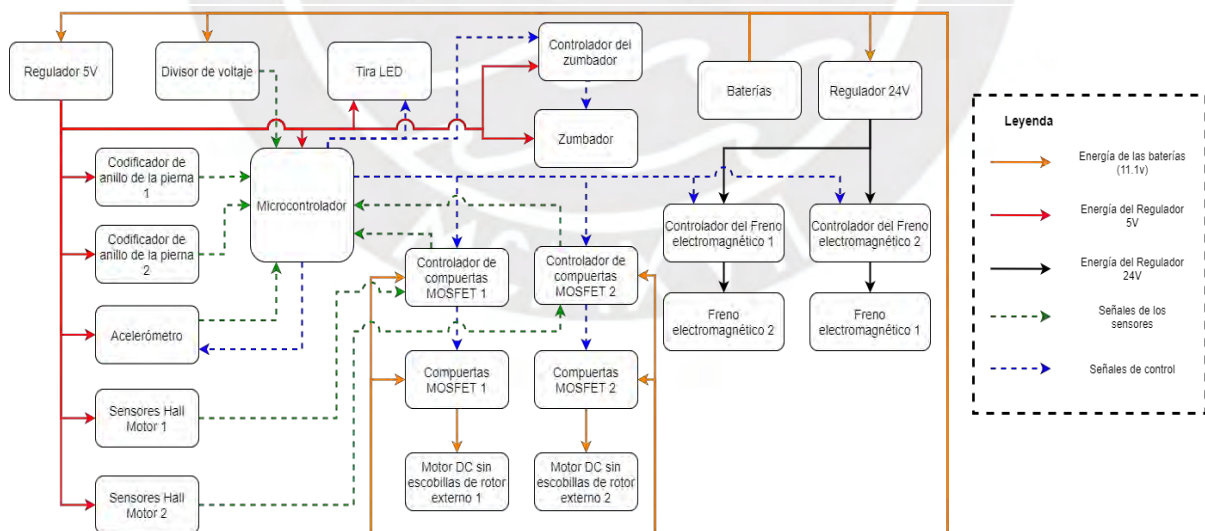 Regulador 5V
Divisor de voltaje
Tira LED
Controlador del
zumbador
Zumbador
Baterías
Regulador 24V
Codificador de
anillo de la pierna
1
Codificador de
anillo de la pierna
2
Acelerómetro
Sensores Hall
Motor 1
Sensores Hall
Motor 2
Microcontrolador
Controlador de
compuertas
MOSFET 1
Controlador de
compuertas
MOSFET 2
Compuertas
MOSFET 1
Compuertas
MOSFET 2
Motor DC sin
escobillas de rotor
externo 1
Motor DC sin
escobillas de rotor
externo 2
Controlador del Freno
electromagnético 1
Controlador del Freno
electromagnético 2
Freno
electromagnético 2
Freno
electromagnético 1
Leyenda
Energía de las baterías
(11.1v)
Energía del Regulador
5V
Energía del Regulador
24V
Señales de los
sensores
Señales de control